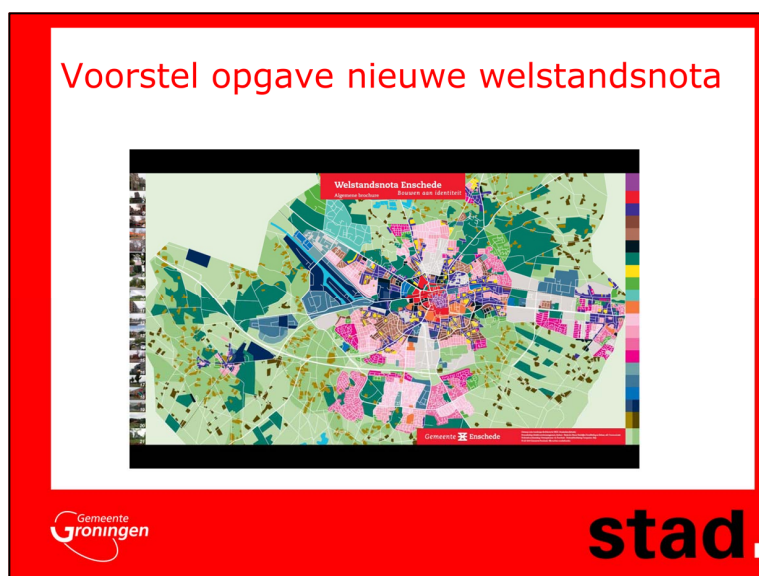 Voorstel opgave nieuwe welstandsnota
Welstandsnota Enschede
Algemene brochure Bouwen aan identiteit
Gemeente Enschede
Gemeente
Groningen
stad.